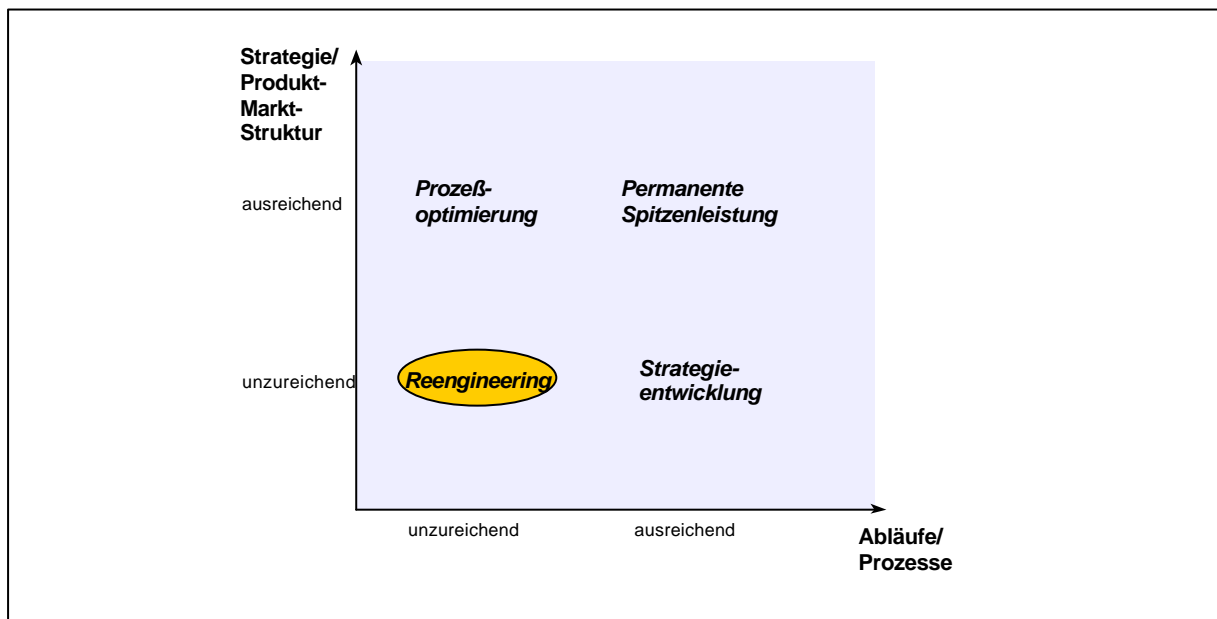 Strategie/
Produkt-
Markt-
Struktur
ausreichend
Prozeß-
optimierung
Permanente
Spitzenleistung
unzureichend
Reengineering
Strategie-
entwicklung
unzureichend
ausreichend
Abläufe/
Prozesse